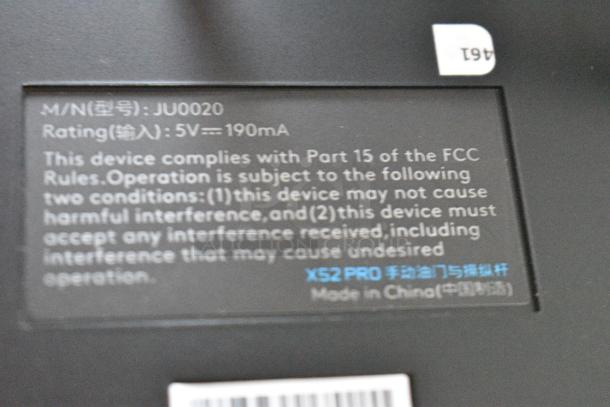 461
M/N(型号): JU0020
Rating(输入): 5V⎓190mA
This device complies with Part 15 of the FCC
Rules.Operation is subject to the following
two conditions:(1)this device may not cause
harmful interference,and(2)this device must
accept any interference received,including
interference that may cause undesired
operation.
X52 PRO 手动油门与操纵杆
Made in China(中国制造)
AUCTION GROUP